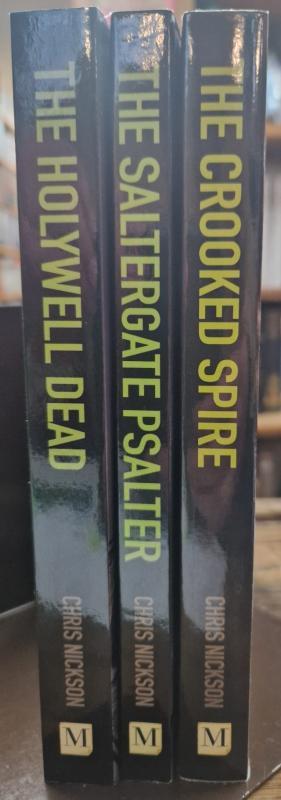 THE HOLYWELL DEAD
CHRIS NICKSON
M
THE SALTERGATE PSALTER
CHRIS NICKSON
M
THE CROOKED SPIRE
CHRIS NICKSON
M